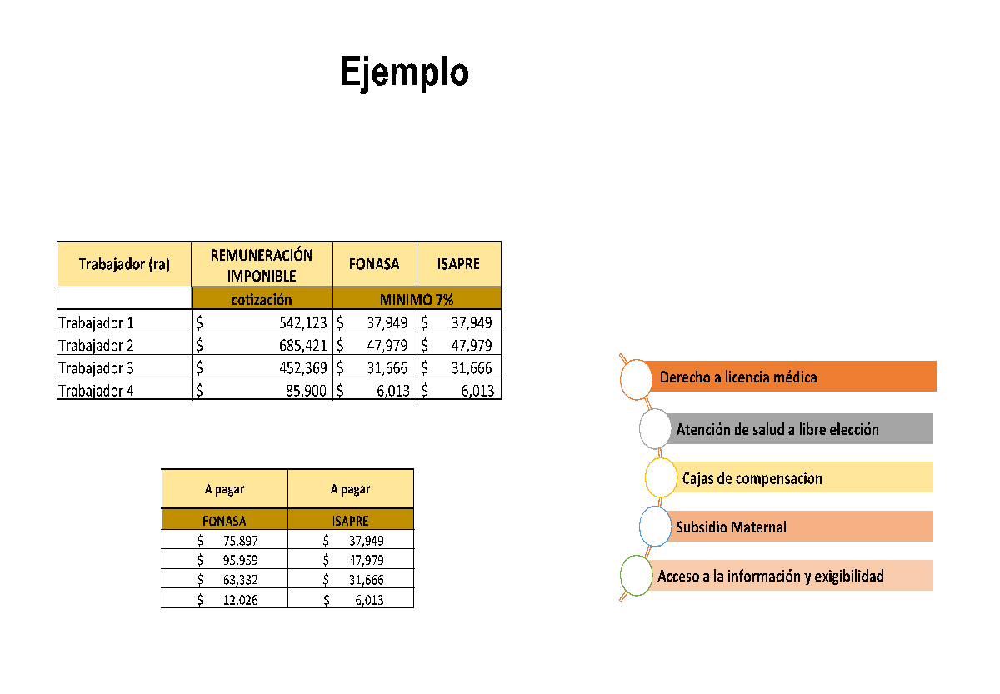 Ejemplo
Trabajador (ra) REMUNERACIÓN IMPONIBLE FONASA ISAPRE
cotización MINIMO 7%
Trabajador 1 $ 542,123 $ 37,949 $ 37,949
Trabajador 2 $ 685,421 $ 47,979 $ 47,979
Trabajador 3 $ 452,369 $ 31,666 $ 31,666
Trabajador 4 $ 85,900 $ 6,013 $ 6,013
A pagar A pagar
FONASA ISAPRE
$ 75,897 $ 37,949
$ 95,959 $ 47,979
$ 63,332 $ 31,666
$ 12,026 $ 6,013
Derecho a licencia médica
Atención de salud a libre elección
Cajas de compensación
Subsidio Maternal
Acceso a la información y exigibilidad